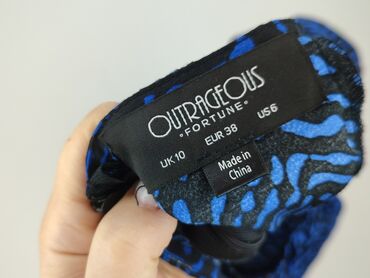 OUTRAGEOUS
•FORTUNE•
UK 10 EUR 38 US 6
Made in
China